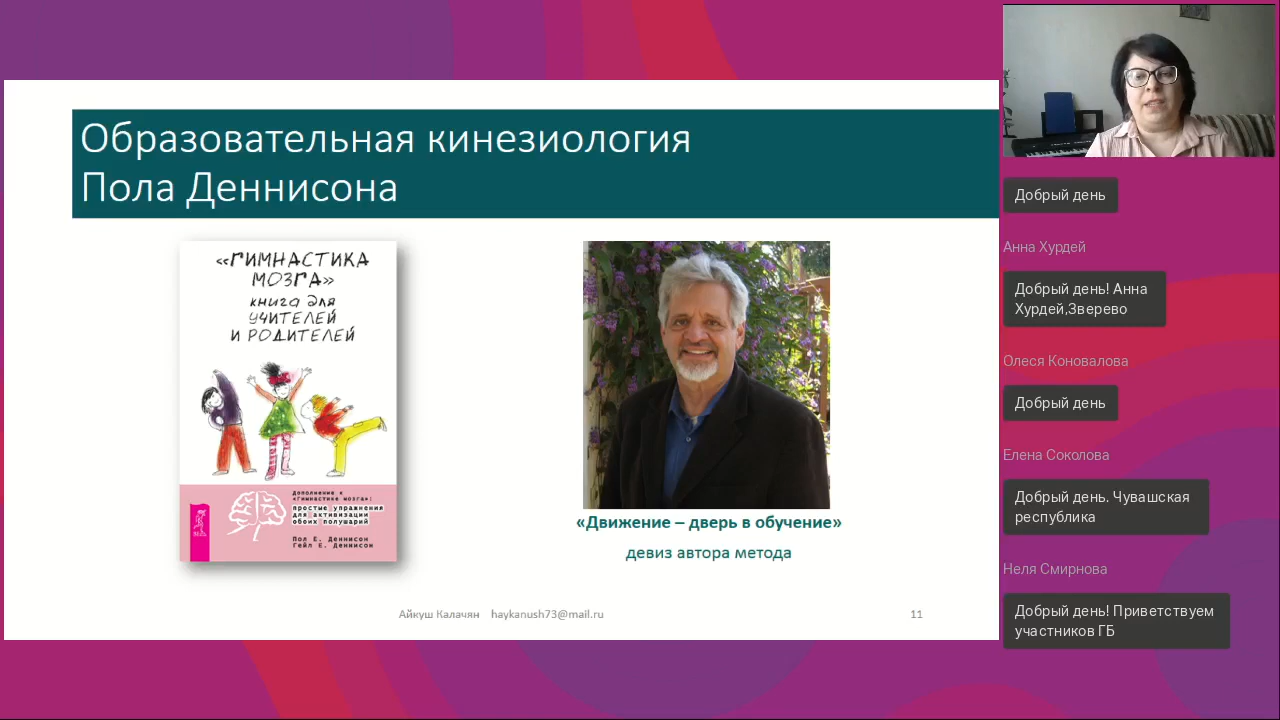 Образовательная кинезиология
Пола Деннисона
«ГИМНАСТИКА
МОЗГА»
книга для
УЧИТЕЛЕЙ
И РОДИТЕЛЕЙ
Дополнение к
«Гимнастике мозга»:
простые упражнения
для активизации
обоих полушарий
Пол Е. Деннисон
Гейл Е. Деннисон
«Движение – дверь в обучение»
девиз автора метода
Айкуш Калачян haykanush73@mail.ru
11
Добрый день
Анна Хурдей
Добрый день! Анна
Хурдей,Зверево
Олеся Коновалова
Добрый день
Елена Соколова
Добрый день. Чувашская
республика
Неля Смирнова
Добрый день! Приветствуем
участников ГБ